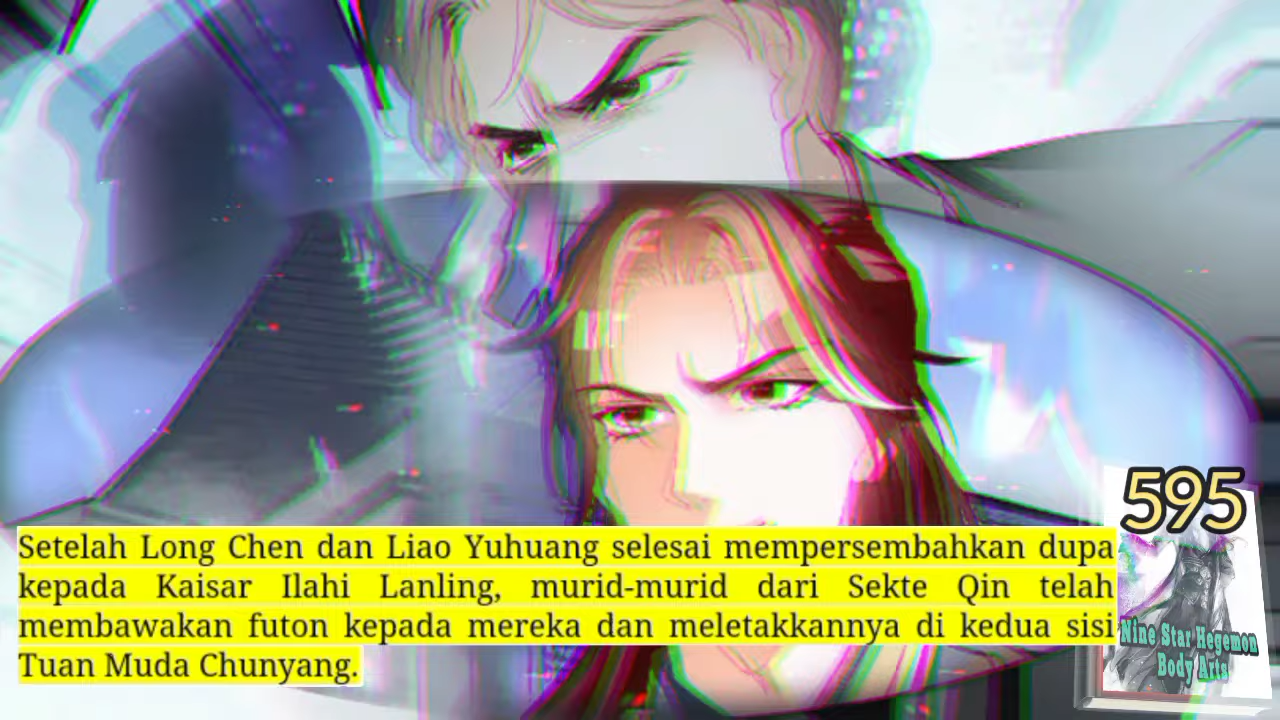 595
Setelah Long Chen dan Liao Yuhuang selesai mempersembahkan dupa
kepada Kaisar Ilahi Lanling, murid-murid dari Sekte Qin telah
membawakan futon kepada mereka dan meletakkannya di kedua sisi
Tuan Muda Chunyang.
Nine Star Hegemon
Body Arts